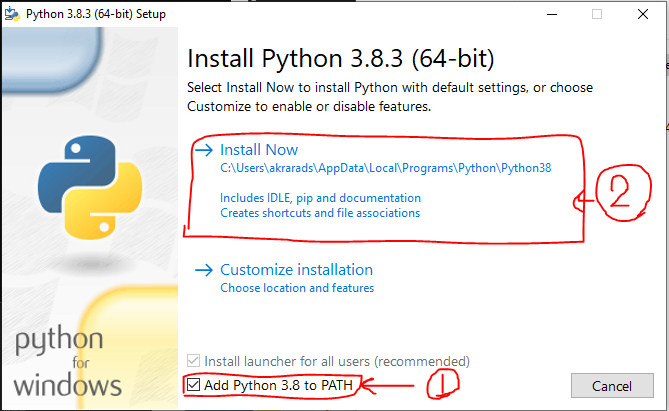 Python 3.8.3 (64-bit) Setup
Install Python 3.8.3 (64-bit)
Select Install Now to install Python with default settings, or choose
Customize to enable or disable features.
Install Now
C:\Users\akrarads\AppData\Local\Programs\Python\Python38
Includes IDLE, pip and documentation
Creates shortcuts and file associations
2
Customize installation
Choose location and features
python
for
windows
Install launcher for all users (recommended)
Add Python 3.8 to PATH
1
Cancel